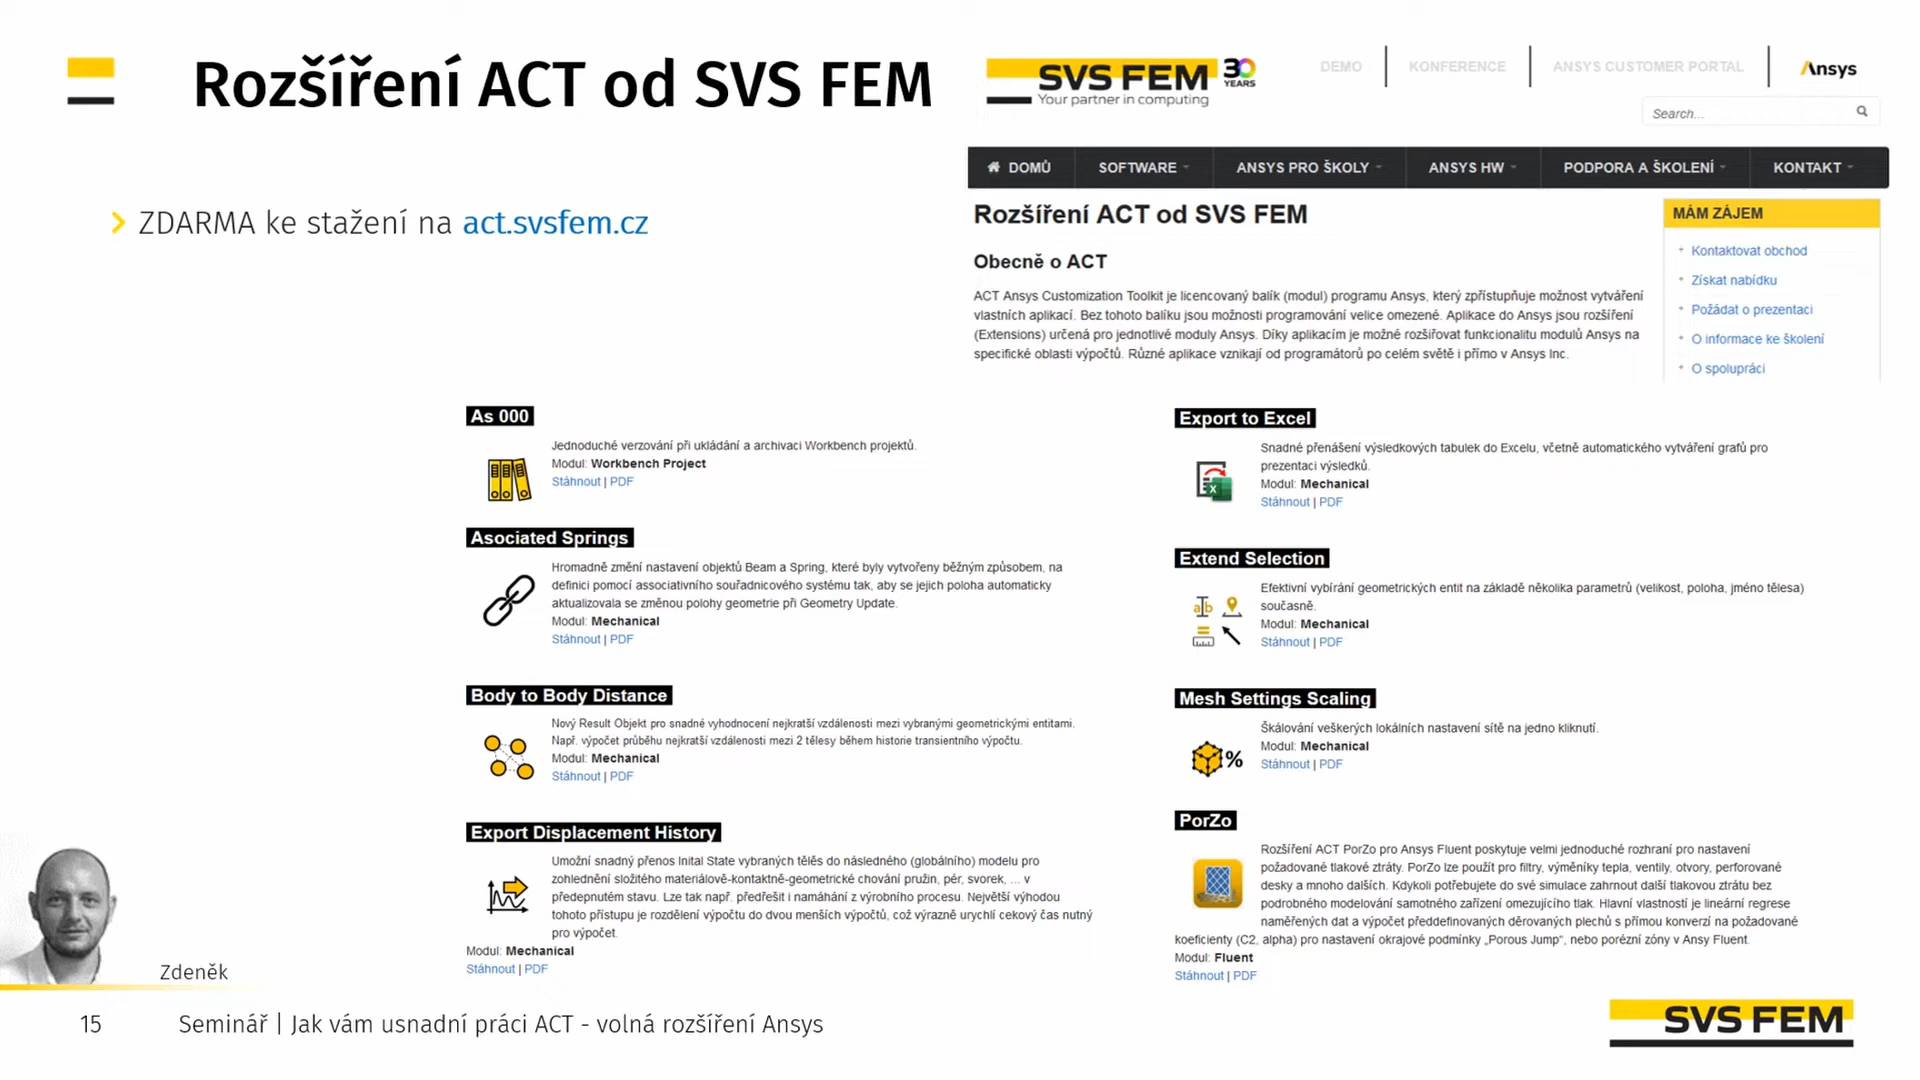 Rozšíření ACT od SVS FEM
ZDARMA ke stažení na act.svsfem.cz
SVS FEM
Your partner in computing
30
YEARS
DEMO
KONFERENCE
ANSYS CUSTOMER PORTAL
Ansys
Search...
DOMŮ
SOFTWARE
ANSYS PRO ŠKOLY
ANSYS HW
PODPORA A ŠKOLENÍ
KONTAKT
Rozšíření ACT od SVS FEM
Obecně o ACT
ACT Ansys Customization Toolkit je licencovaný balík (modul) programu Ansys, který zpřístupňuje možnost vytváření
vlastních aplikací. Bez tohoto balíku jsou možnosti programování velice omezené. Aplikace do Ansys jsou rozšíření
(Extensions) určená pro jednotlivé moduly Ansys. Díky aplikacím je možné rozšiřovat funkcionalitu modulů Ansys na
specifické oblasti výpočtů. Různé aplikace vznikají od programátorů po celém světě i přímo v Ansys Inc.
MÁM ZÁJEM
Kontaktovat obchod
Získat nabídku
Požádat o prezentaci
O informace ke školení
O spolupráci
As 000
Jednoduché verzování při ukládání a archivaci Workbench projektů.
Modul: Workbench Project
Stáhnout | PDF
Asociated Springs
Hromadně změní nastavení objektů Beam a Spring, které byly vytvořeny běžným způsobem, na
definici pomocí associativního souřadnicového systému tak, aby se jejich poloha automaticky
aktualizovala se změnou polohy geometrie při Geometry Update.
Modul: Mechanical
Stáhnout | PDF
Body to Body Distance
Nový Result Objekt pro snadné vyhodnocení nejkratší vzdálenosti mezi vybranými geometrickými entitami.
Např. výpočet průběhu nejkratší vzdálenosti mezi 2 tělesy během historie transientního výpočtu.
Modul: Mechanical
Stáhnout | PDF
Export Displacement History
Umožní snadný přenos Inital State vybraných těles do následného (globálního) modelu pro
zohlednění složitého materiálově-kontaktně-geometrické chování pružin, pér, svorek, ... v
předepnutém stavu. Lze tak např. předřešit i namáhání z výrobního procesu. Největší výhodou
tohoto přístupu je rozdělení výpočtu do dvou menších výpočtů, což výrazně urychlí cekový čas nutný
pro výpočet.
Modul: Mechanical
Stáhnout | PDF
Export to Excel
Snadné přenášení výsledkových tabulek do Excelu, včetně automatického vytváření grafů pro
prezentaci výsledků.
Modul: Mechanical
Stáhnout | PDF
Extend Selection
a|b
Efektivní vybírání geometrických entit na základě několika parametrů (velikost, poloha, jméno tělesa)
současně.
Modul: Mechanical
Stáhnout | PDF
Mesh Settings Scaling
%
Škálování veškerých lokálních nastavení sítě na jedno kliknutí.
Modul: Mechanical
Stáhnout | PDF
PorZo
Rozšíření ACT PorZo pro Ansys Fluent poskytuje velmi jednoduché rozhraní pro nastavení
požadované tlakové ztráty. PorZo lze použít pro filtry, výměníky tepla, ventily, otvory, perforované
desky a mnoho dalších. Kdykoli potřebujete do své simulace zahrnout další tlakovou ztrátu bez
podrobného modelování samotného zařízení omezujícího tlak. Hlavní vlastností je lineární regrese
naměřených dat a výpočet předdefinovaných děrovaných plechů s přímou konverzí na požadované
koeficienty (C2, alpha) pro nastavení okrajové podmínky „Porous Jump“, nebo porézní zóny v Ansy Fluent.
Modul: Fluent
Stáhnout | PDF
Zdeněk
15
Seminář | Jak vám usnadní práci ACT - volná rozšíření Ansys
SVS FEM